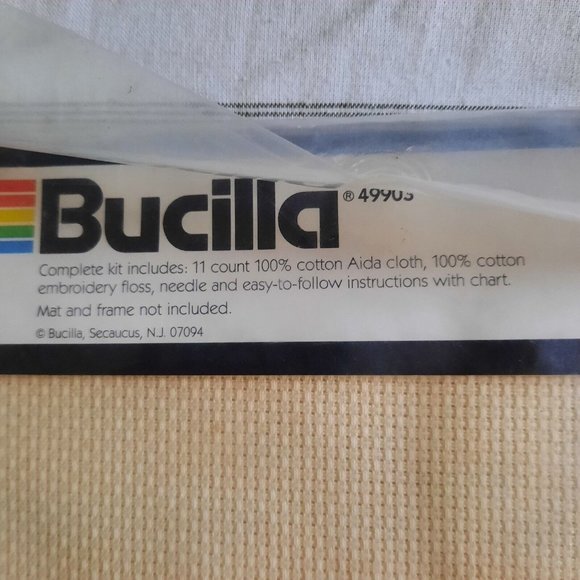 Bucilla ® 49903
Complete kit includes: 11 count 100% cotton Aida cloth, 100% cotton
embroidery floss, needle and easy-to-follow instructions with chart.
Mat and frame not included.
© Bucilla, Secaucus, N.J. 07094